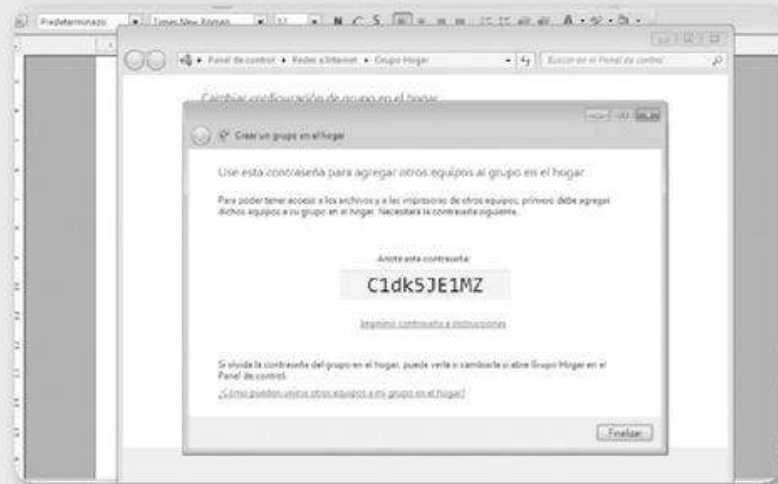 Predeterminado Times New Roman 12 N C S A
Panel de control ▸ Redes e Internet ▸ Grupo Hogar Buscar en el Panel de control
Cambiar configuración de grupo en el hogar
Crear un grupo en el hogar
Use esta contraseña para agregar otros equipos al grupo en el hogar
Para poder tener acceso a los archivos y a las impresoras de otros equipos, primero debe agregar
dichos equipos a su grupo en el hogar. Necesitará la contraseña siguiente.
Anote esta contraseña:
C1dk5JE1MZ
Imprimir contraseña e instrucciones
Si olvida la contraseña del grupo en el hogar, puede verla o cambiarla si abre Grupo Hogar en el
Panel de control.
¿Cómo pueden unirse otros equipos a mi grupo en el hogar?
Finalizar